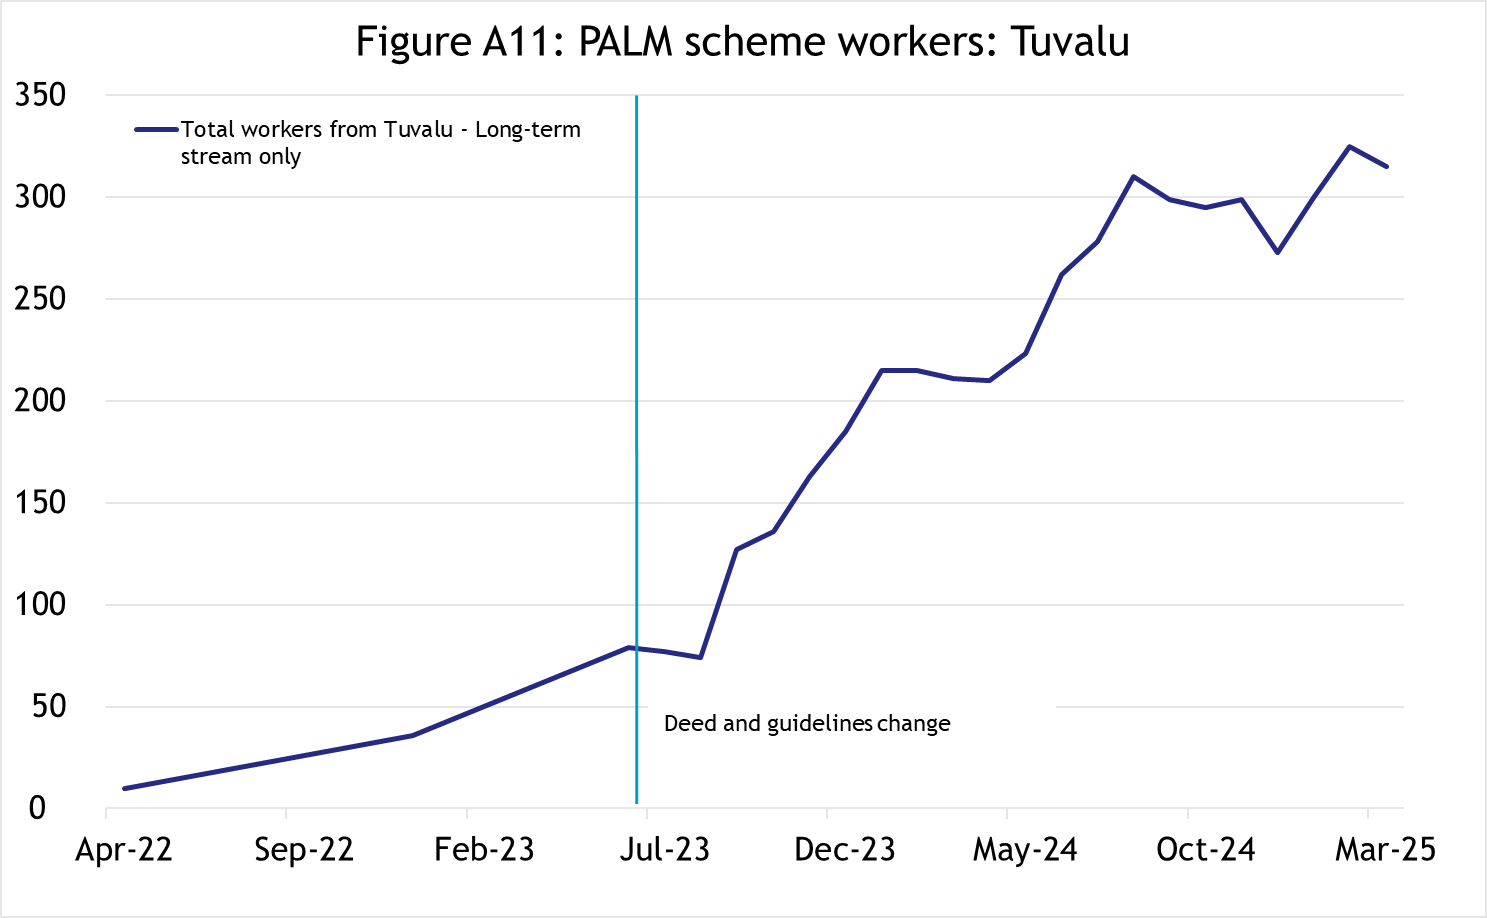 Figure A11: PALM scheme workers: Tuvalu
350
Total workers from Tuvalu - Long-term
stream only
300
250
200
150
100
50
Deed and guidelines change
0
Apr-22 Sep-22 Feb-23 Jul-23 Dec-23 May-24 Oct-24 Mar-25